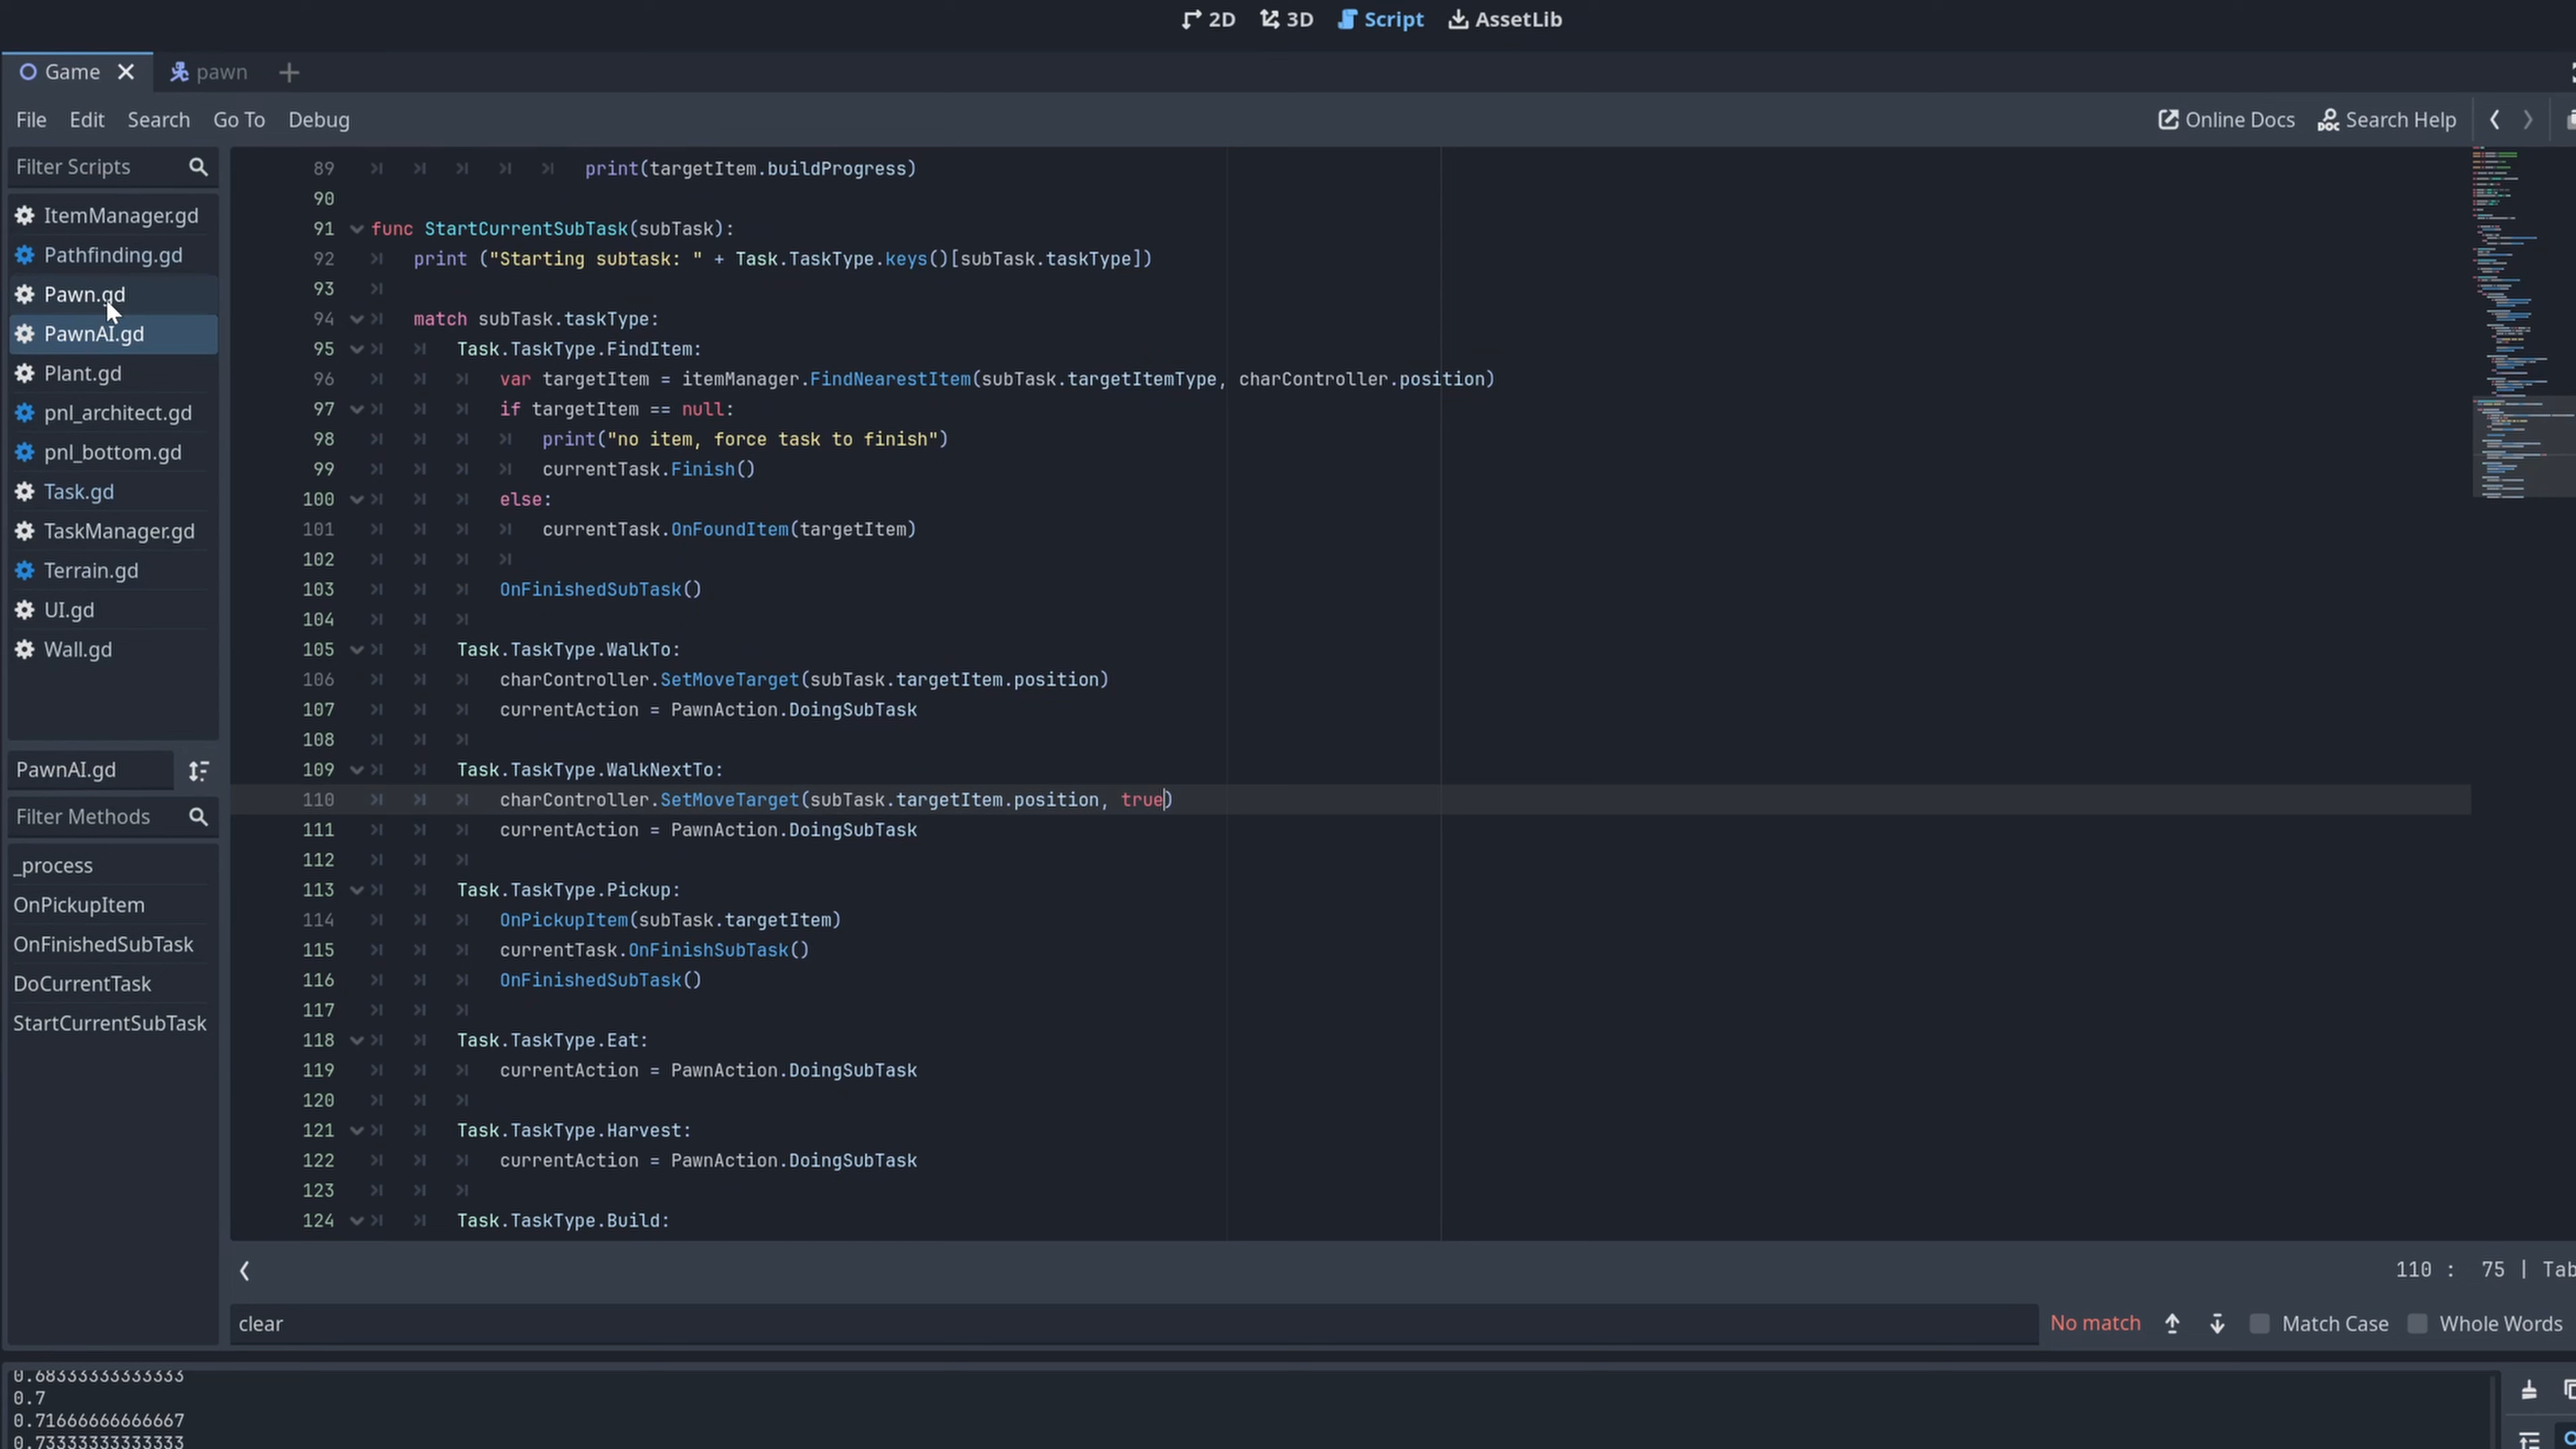 2D 3D Script AssetLib
Game pawn
File Edit Search Go To Debug Online Docs Search Help
Filter Scripts
ItemManager.gd
Pathfinding.gd
Pawn.gd
PawnAI.gd
Plant.gd
pnl_architect.gd
pnl_bottom.gd
Task.gd
TaskManager.gd
Terrain.gd
UI.gd
Wall.gd
PawnAI.gd
Filter Methods
_process
OnPickupItem
OnFinishedSubTask
DoCurrentTask
StartCurrentSubTask
89 print(targetItem.buildProgress)
90
91 func StartCurrentSubTask(subTask):
92 print ("Starting subtask: " + Task.TaskType.keys()[subTask.taskType])
93
94 match subTask.taskType:
95 Task.TaskType.FindItem:
96 var targetItem = itemManager.FindNearestItem(subTask.targetItemType, charController.position)
97 if targetItem == null:
98 print("no item, force task to finish")
99 currentTask.Finish()
100 else:
101 currentTask.OnFoundItem(targetItem)
102
103 OnFinishedSubTask()
104
105 Task.TaskType.WalkTo:
106 charController.SetMoveTarget(subTask.targetItem.position)
107 currentAction = PawnAction.DoingSubTask
108
109 Task.TaskType.WalkNextTo:
110 charController.SetMoveTarget(subTask.targetItem.position, true)
111 currentAction = PawnAction.DoingSubTask
112
113 Task.TaskType.Pickup:
114 OnPickupItem(subTask.targetItem)
115 currentTask.OnFinishSubTask()
116 OnFinishedSubTask()
117
118 Task.TaskType.Eat:
119 currentAction = PawnAction.DoingSubTask
120
121 Task.TaskType.Harvest:
122 currentAction = PawnAction.DoingSubTask
123
124 Task.TaskType.Build:
110 : 75 | Tab
clear No match Match Case Whole Words
0.68333333333333
0.7
0.71666666666667
0.73333333333333